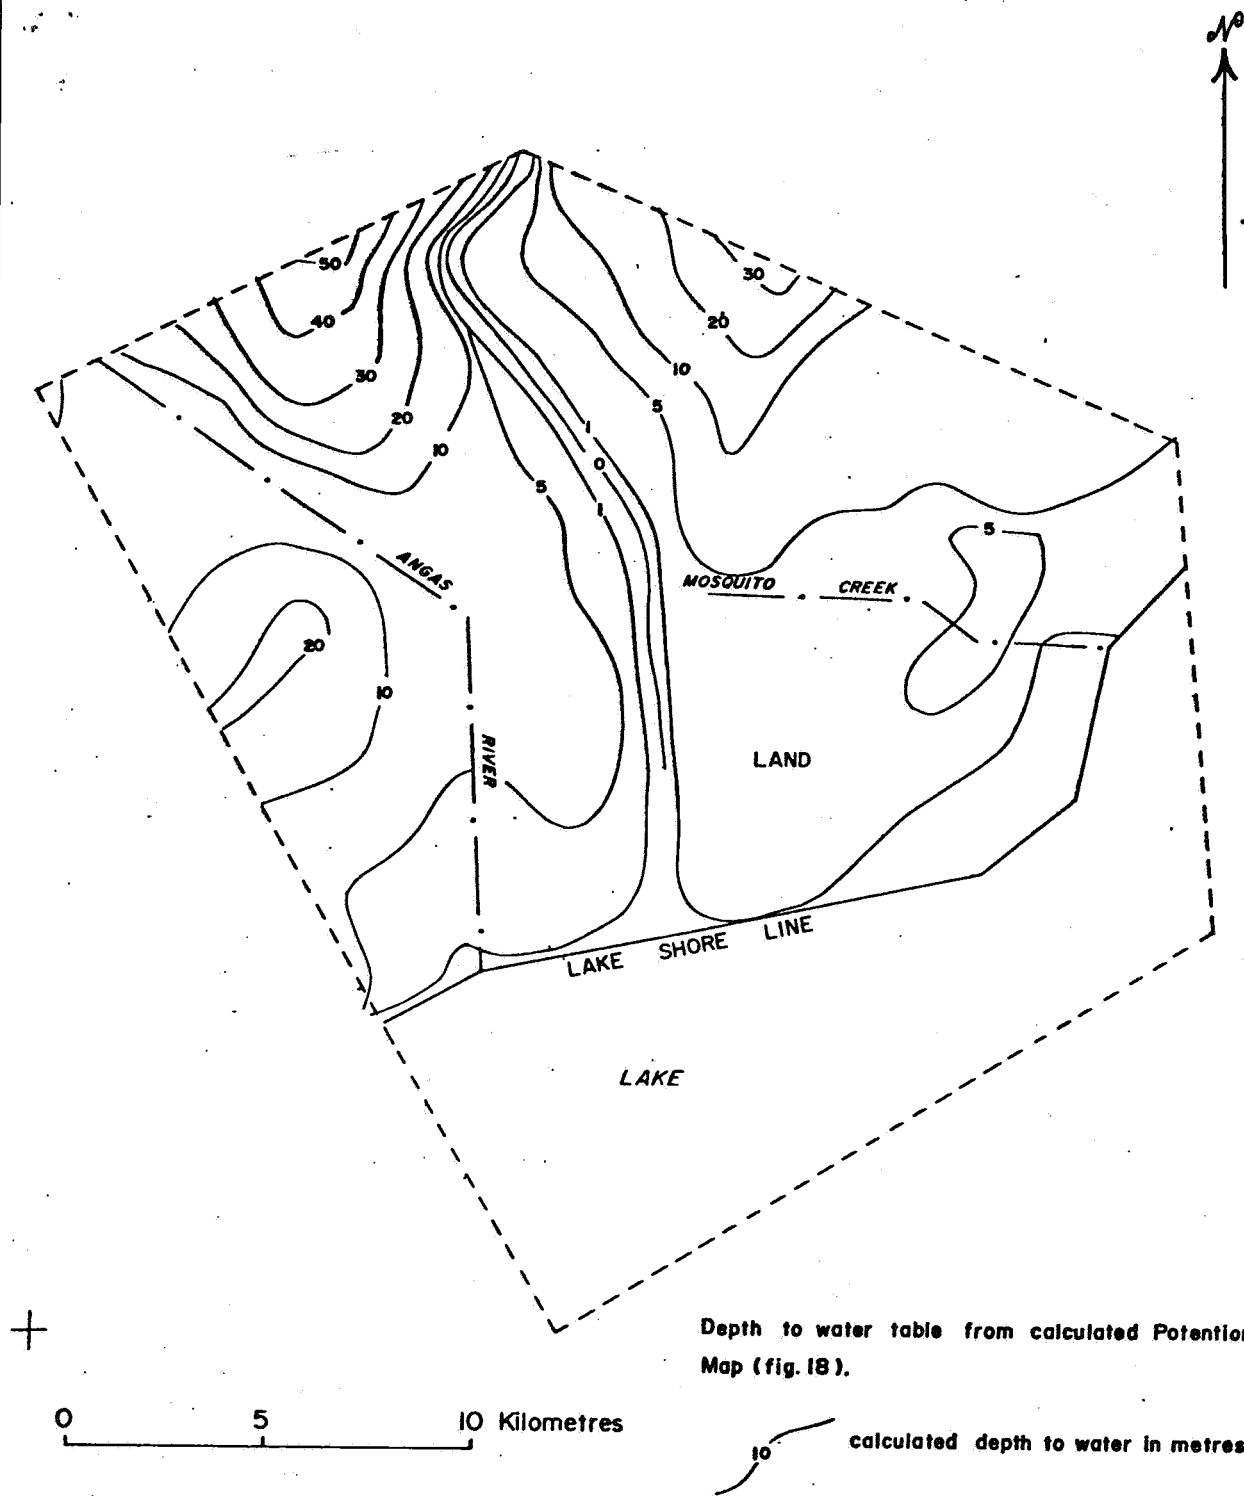 N
50
40
30
20
10
30
20
10
5
1
0
1
5
5
20
10
ANGAS
RIVER
MOSQUITO CREEK
LAND
LAKE SHORE LINE
LAKE
Depth to water table from calculated
Map (fig. 18).
0 5 10 Kilometres
10
calculated depth to water in metres